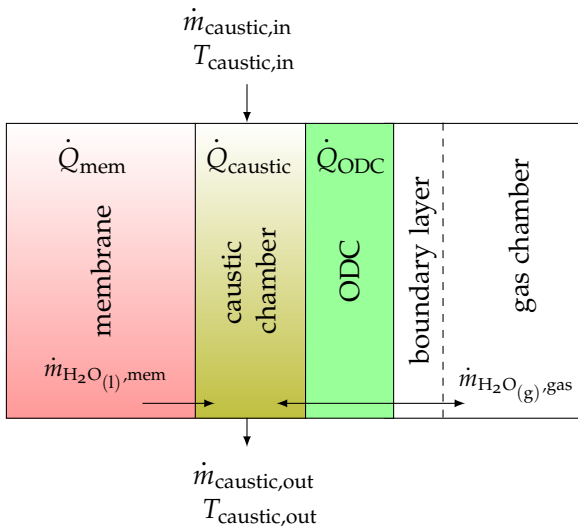 ṁcaustic,in
Tcaustic,in
Q̇mem
Q̇caustic
Q̇ODC
membrane
caustic
chamber
ODC
boundary layer
gas chamber
ṁH₂O(l),mem
ṁH₂O(g),gas
ṁcaustic,out
Tcaustic,out